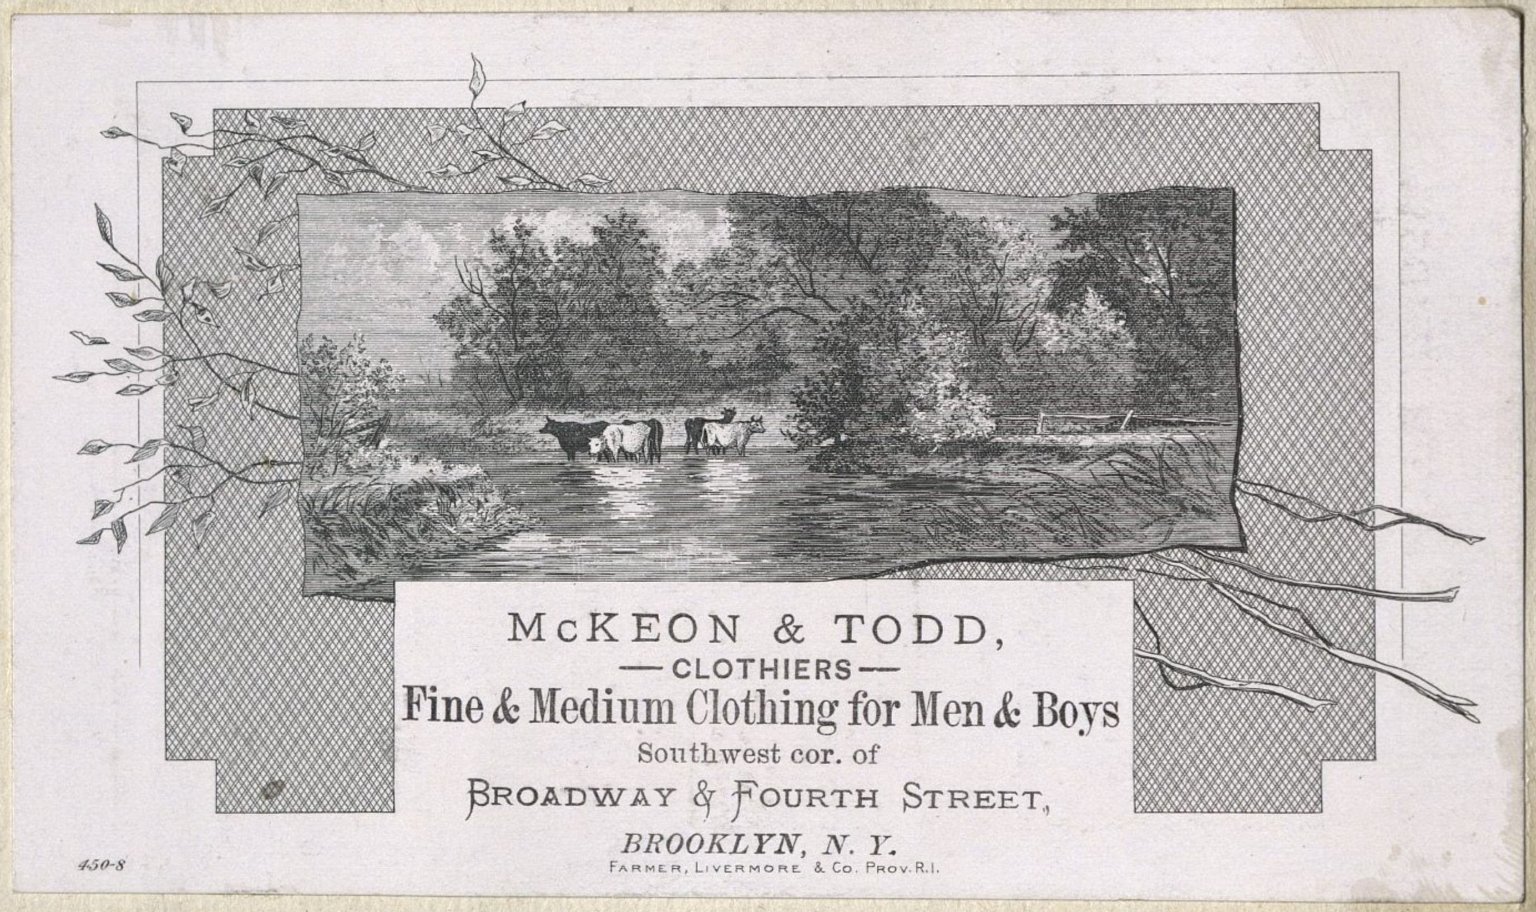 McKEON & TODD,
— CLOTHIERS —
Fine & Medium Clothing for Men & Boys
Southwest cor. of
BROADWAY & FOURTH STREET,
BROOKLYN, N. Y.
FARMER, LIVERMORE & CO. PROV. R.I.
450-8